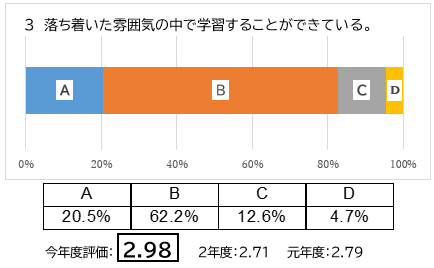 3 落ち着いた雰囲気の中で学習することができている。
A B C D
0% 20% 40% 60% 80% 100%
A B C D
20.5% 62.2% 12.6% 4.7%
今年度評価: 2.98 2年度:2.71 元年度:2.79